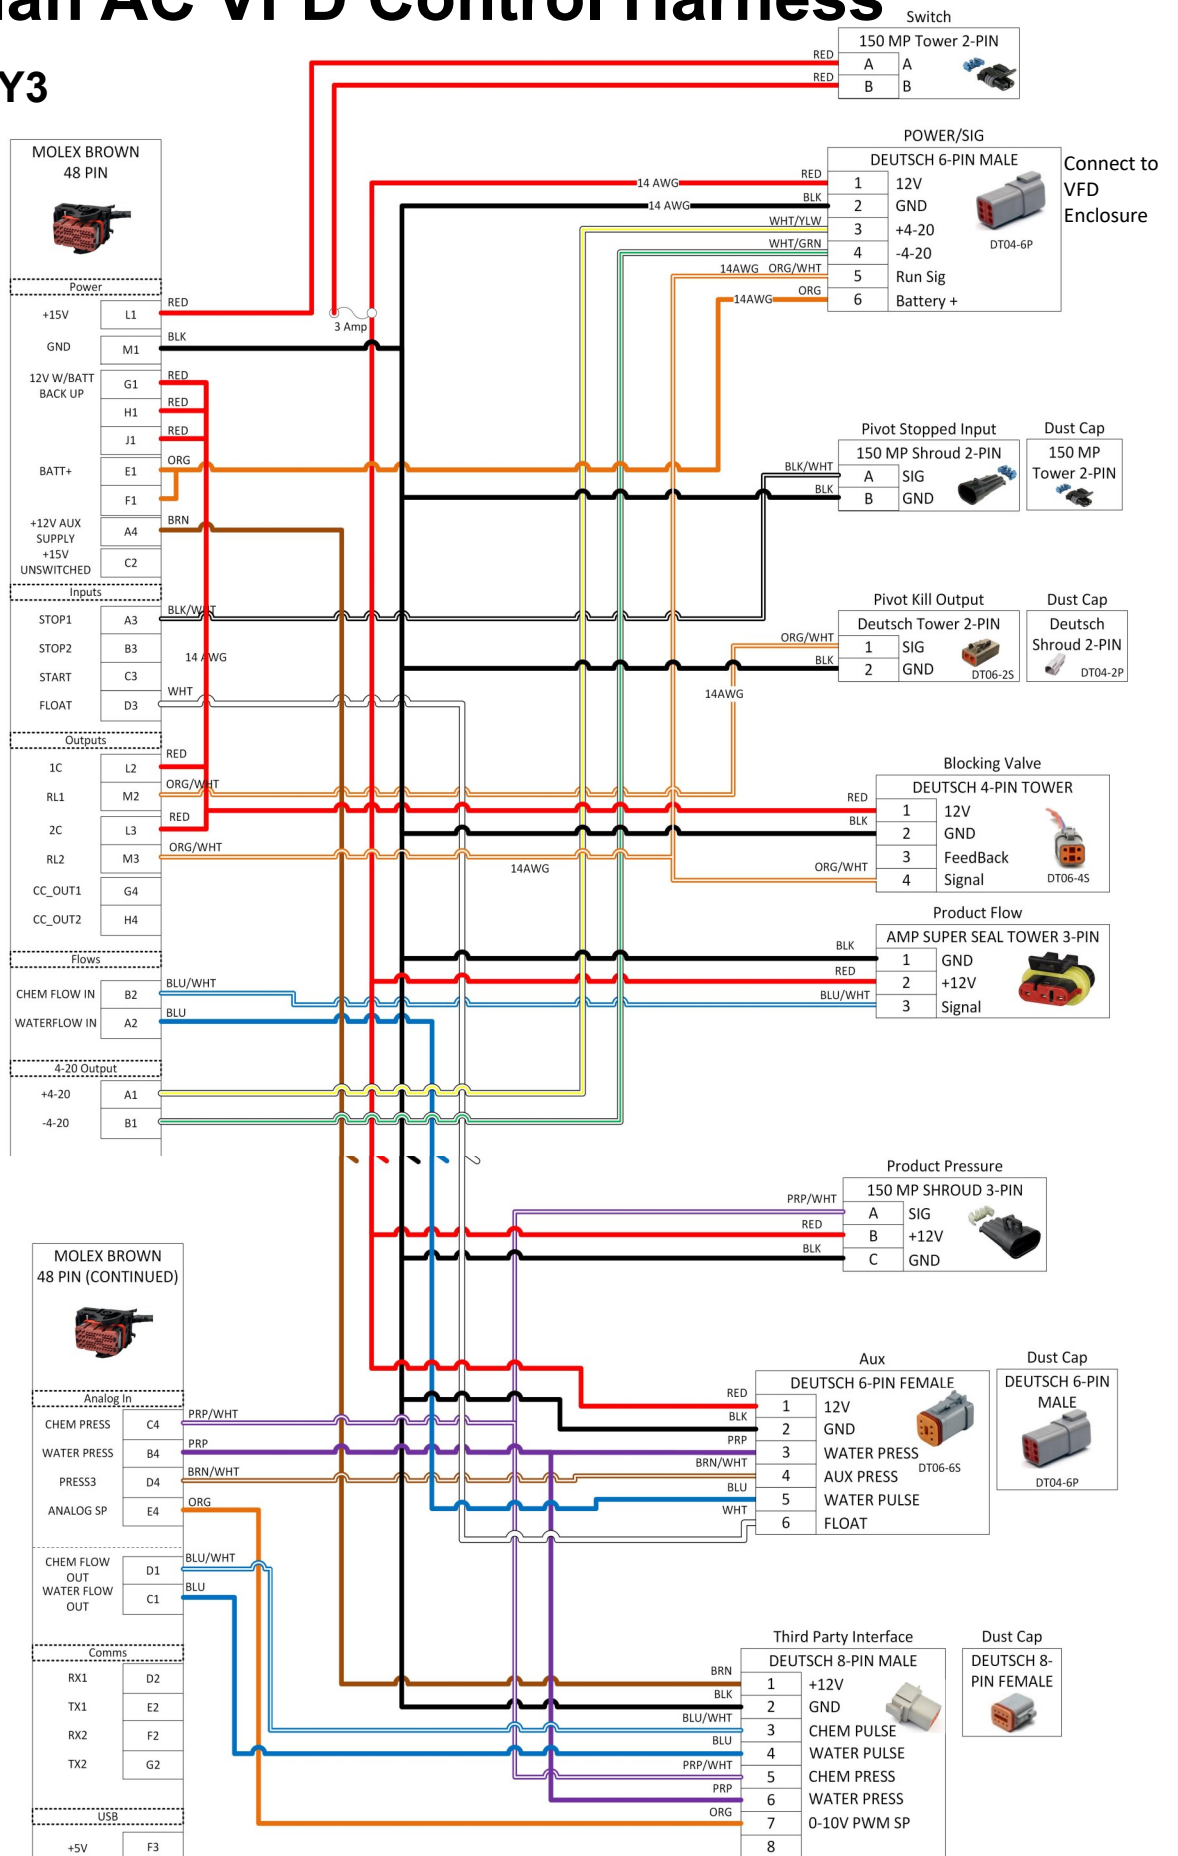 AC VFD Control Harness
Y3
Switch
150 MP Tower 2-PIN
RED A A
RED B B
MOLEX BROWN
48 PIN
POWER/SIG
DEUTSCH 6-PIN MALE
14 AWG RED 1 12V
14 AWG BLK 2 GND
WHT/YLW 3 +4-20
WHT/GRN 4 -4-20
14AWG ORG/WHT 5 Run Sig
14AWG ORG 6 Battery +
DT04-6P
Connect to
VFD
Enclosure
Power
+15V L1 RED
3 Amp
GND M1 BLK
12V W/BATT
BACK UP
G1 RED
H1 RED
J1 RED
BATT+ E1 ORG
F1
+12V AUX
SUPPLY
A4 BRN
+15V
UNSWITCHED
C2
Pivot Stopped Input
150 MP Shroud 2-PIN
BLK/WHT A SIG
BLK B GND
Dust Cap
150 MP
Tower 2-PIN
Inputs
STOP1 A3 BLK/WHT
STOP2 B3
14 AWG
START C3
FLOAT D3 WHT
Pivot Kill Output
Deutsch Tower 2-PIN
ORG/WHT 1 SIG
BLK 2 GND
DT06-2S
14AWG
Dust Cap
Deutsch
Shroud 2-PIN
DT04-2P
Outputs
1C L2 RED
RL1 M2 ORG/WHT
2C L3 RED
RL2 M3 ORG/WHT
14AWG
CC_OUT1 G4
CC_OUT2 H4
Blocking Valve
DEUTSCH 4-PIN TOWER
RED 1 12V
BLK 2 GND
3 FeedBack
ORG/WHT 4 Signal
DT06-4S
Product Flow
AMP SUPER SEAL TOWER 3-PIN
BLK 1 GND
RED 2 +12V
BLU/WHT 3 Signal
Flows
CHEM FLOW IN B2 BLU/WHT
WATERFLOW IN A2 BLU
4-20 Output
+4-20 A1
-4-20 B1
Product Pressure
150 MP SHROUD 3-PIN
PRP/WHT A SIG
RED B +12V
BLK C GND
MOLEX BROWN
48 PIN (CONTINUED)
Aux
DEUTSCH 6-PIN FEMALE
RED 1 12V
BLK 2 GND
PRP 3 WATER PRESS
BRN/WHT 4 AUX PRESS
BLU 5 WATER PULSE
WHT 6 FLOAT
DT06-6S
Dust Cap
DEUTSCH 6-PIN
MALE
DT04-6P
Analog In
CHEM PRESS C4 PRP/WHT
WATER PRESS B4 PRP
PRESS3 D4 BRN/WHT
ANALOG SP E4 ORG
CHEM FLOW
OUT
D1 BLU/WHT
WATER FLOW
OUT
C1 BLU
Comms
RX1 D2
TX1 E2
RX2 F2
TX2 G2
USB
+5V F3
Third Party Interface
DEUTSCH 8-PIN MALE
BRN 1 +12V
BLK 2 GND
BLU/WHT 3 CHEM PULSE
BLU 4 WATER PULSE
PRP/WHT 5 CHEM PRESS
PRP 6 WATER PRESS
ORG 7 0-10V PWM SP
8
Dust Cap
DEUTSCH 8-
PIN FEMALE